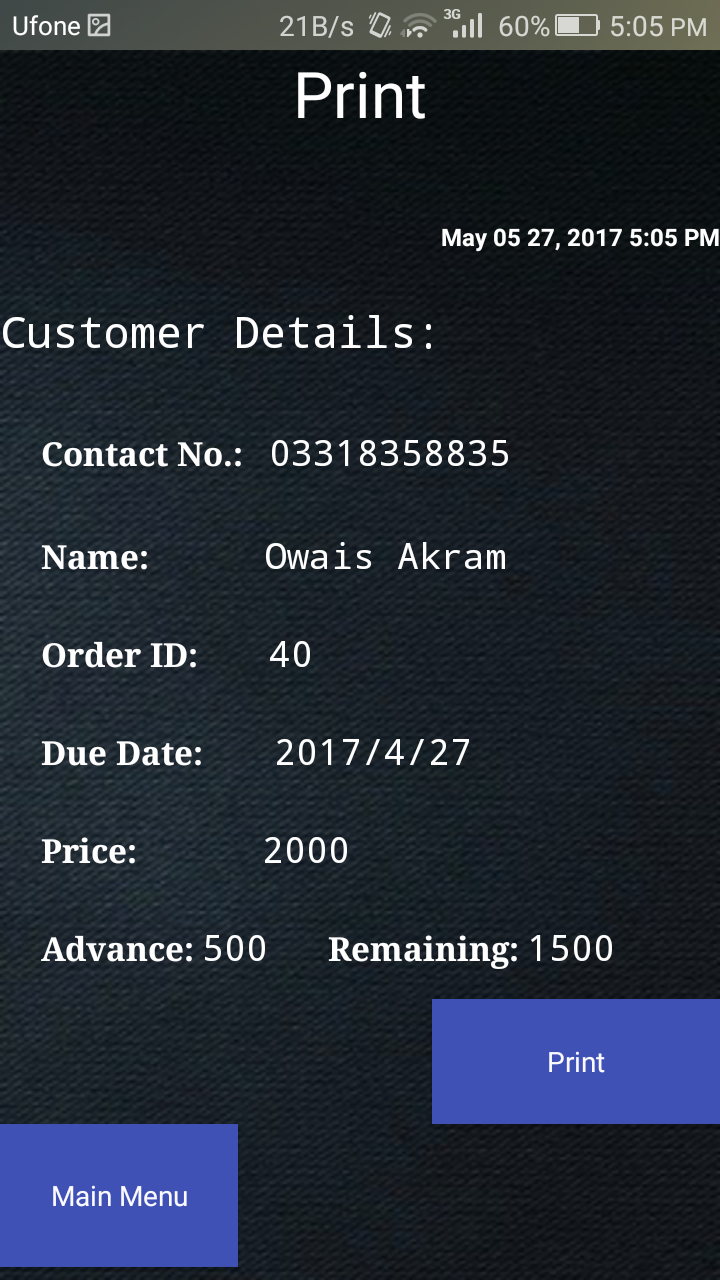 Ufone 21B/s 3G 60% 5:05 PM
Print
May 05 27, 2017 5:05 PM
Customer Details:
Contact No.: 03318358835
Name: Owais Akram
Order ID: 40
Due Date: 2017/4/27
Price: 2000
Advance: 500 Remaining: 1500
Print
Main Menu